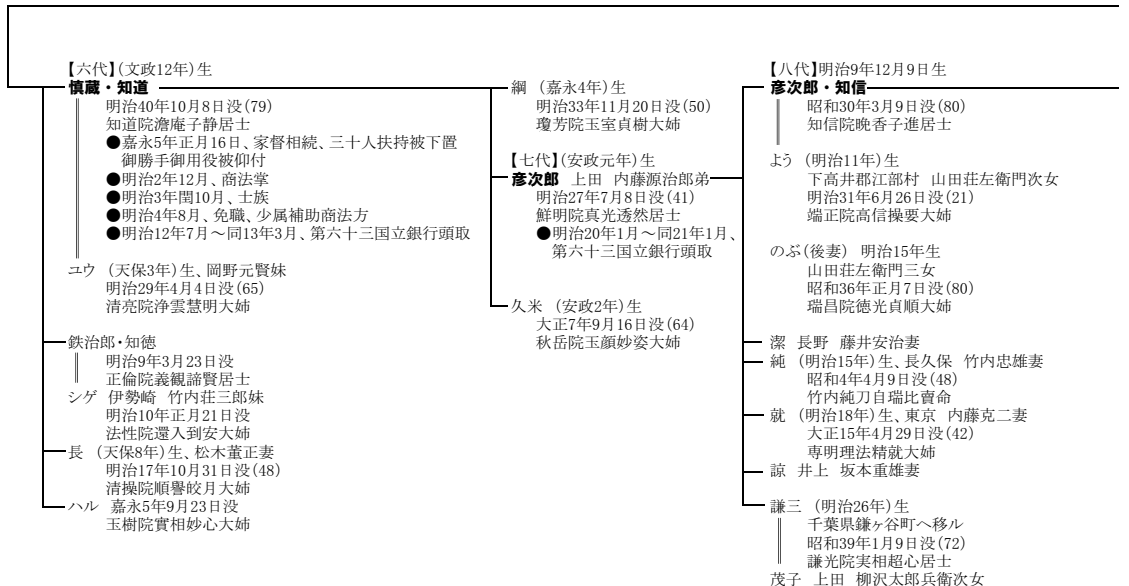 【六代】(文政12年)生
慎蔵・知道
明治40年10月8日没(79)
知道院澹庵子静居士
●嘉永5年正月16日、家督相続、三十人扶持被下置
御勝手御用役被仰付
●明治2年12月、商法掌
●明治3年閏10月、士族
●明治4年8月、免職、少属補助商法方
●明治12年7月～同13年3月、第六十三国立銀行頭取
ユウ (天保3年)生、岡野元賢妹
明治29年4月4日没(65)
清亮院浄雲慧明大姉
鉄治郎・知徳
明治9年3月23日没
正倫院義観諦賢居士
シゲ 伊勢崎 竹内荘三郎妹
明治10年正月21日没
法性院還入到安大姉
長 (天保8年)生、松木董正妻
明治17年10月31日没(48)
清操院順譽皎月大姉
ハル 嘉永5年9月23日没
玉樹院實相妙心大姉
綱 (嘉永4年)生
明治33年11月20日没(50)
瓊芳院玉室貞樹大姉
【七代】(安政元年)生
彦次郎 上田 内藤源治郎弟
明治27年7月8日没(41)
鮮明院真光透然居士
●明治20年1月～同21年1月、
第六十三国立銀行頭取
久米 (安政2年)生
大正7年9月16日没(64)
秋岳院玉顔妙姿大姉
【八代】明治9年12月9日生
彦次郎・知信
昭和30年3月9日没(80)
知信院晩香子進居士
よう (明治11年)生
下高井郡江部村 山田荘左衛門次女
明治31年6月26日没(21)
端正院高信操要大姉
のぶ(後妻) 明治15年生
山田荘左衛門三女
昭和36年正月7日没(80)
瑞昌院徳光貞順大姉
潔 長野 藤井安治妻
純 (明治15年)生、長久保 竹内忠雄妻
昭和4年4月9日没(48)
竹内純刀自瑞比賣命
就 (明治18年)生、東京 内藤克二妻
大正15年4月29日没(42)
専明理法精就大姉
諒 井上 坂本重雄妻
謙三 (明治26年)生
千葉県鎌ヶ谷町へ移ル
昭和39年1月9日没(72)
謙光院実相超心居士
茂子 上田 柳沢太郎兵衛次女